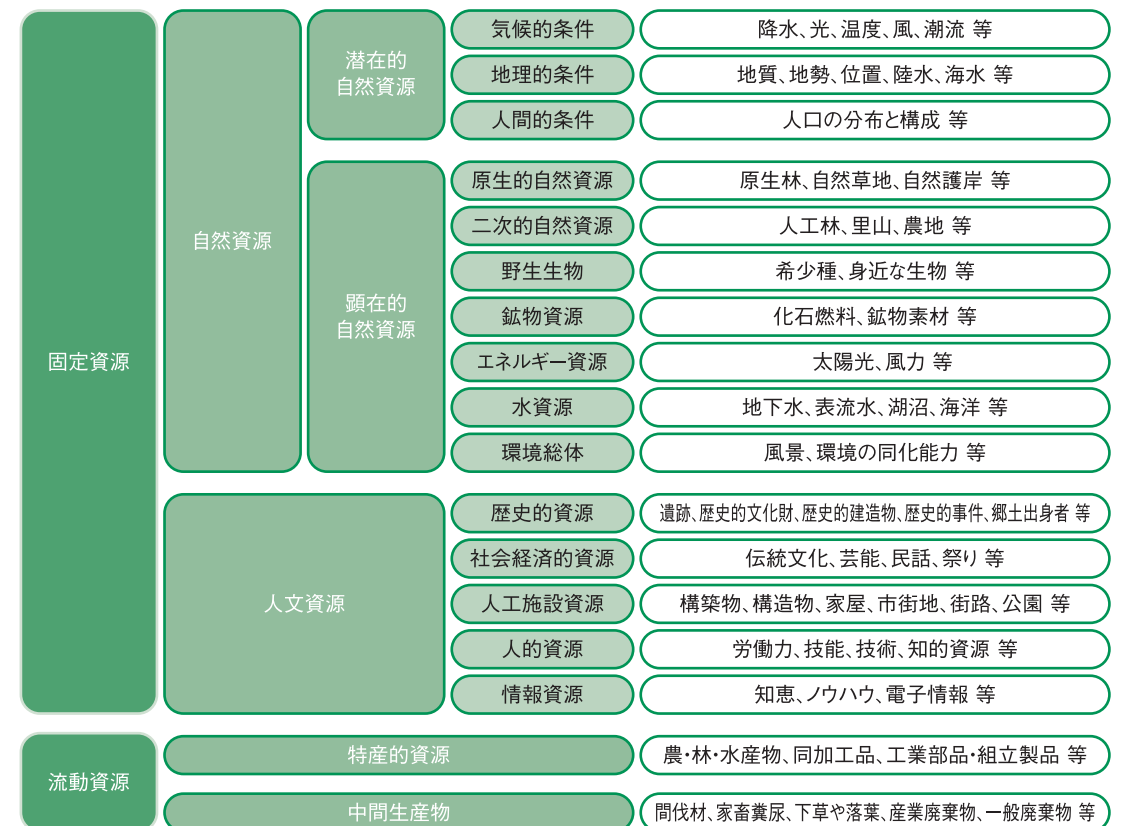 固定資源
自然資源
潜在的
自然資源
気候的条件
降水、光、温度、風、潮流 等
地理的条件
地質、地勢、位置、陸水、海水 等
人間的条件
人口の分布と構成 等
顕在的
自然資源
原生的自然資源
原生林、自然草地、自然護岸 等
二次的自然資源
人工林、里山、農地 等
野生生物
希少種、身近な生物 等
鉱物資源
化石燃料、鉱物素材 等
エネルギー資源
太陽光、風力 等
水資源
地下水、表流水、湖沼、海洋 等
環境総体
風景、環境の同化能力 等
人文資源
歴史的資源
遺跡、歴史的文化財、歴史的建造物、歴史的事件、郷土出身者 等
社会経済的資源
伝統文化、芸能、民話、祭り 等
人工施設資源
構築物、構造物、家屋、市街地、街路、公園 等
人的資源
労働力、技能、技術、知的資源 等
情報資源
知恵、ノウハウ、電子情報 等
流動資源
特産的資源
農・林・水産物、同加工品、工業部品・組立製品 等
中間生産物
間伐材、家畜糞尿、下草や落葉、産業廃棄物、一般廃棄物 等